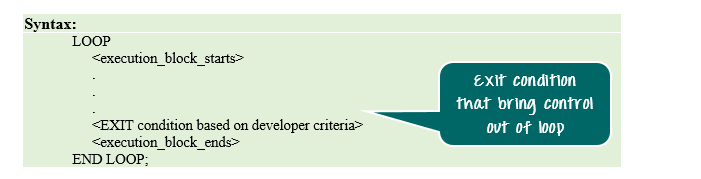 Syntax:
LOOP
<execution_block_starts>
.
.
.
<EXIT condition based on developer criteria>
<execution_block_ends>
END LOOP;
Exit condition
that bring control
out of loop